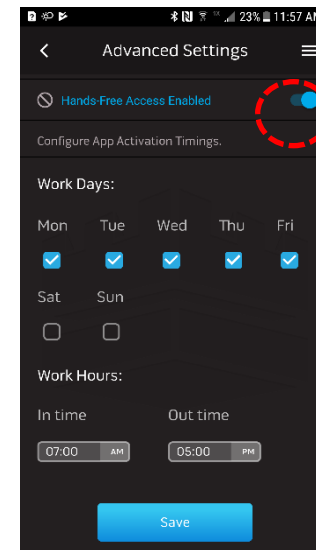 23% 11:57 AM
Advanced Settings
Hands-Free Access Enabled
Configure App Activation Timings.
Work Days:
Mon Tue Wed Thu Fri
Sat Sun
Work Hours:
In time Out time
07:00 AM 05:00 PM
Save